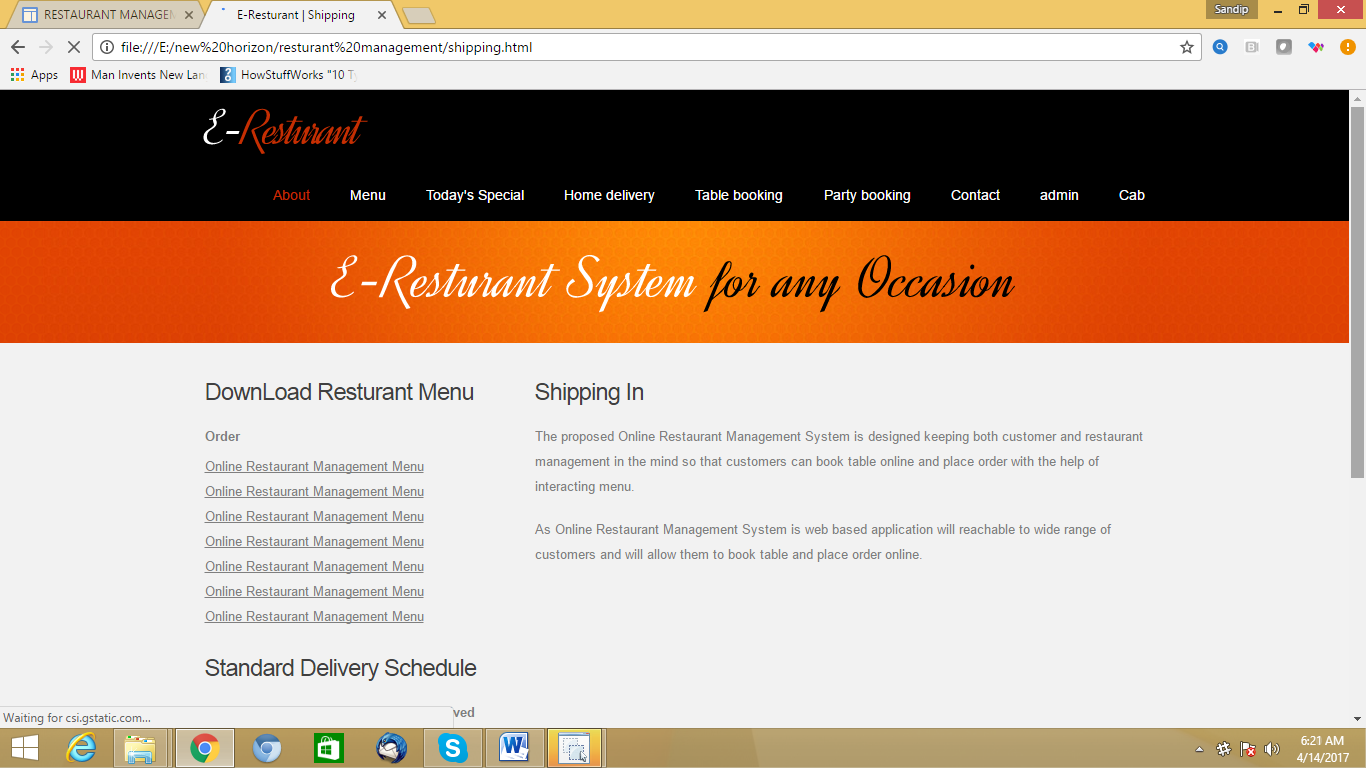 RESTAURANT MANAGEM
E-Resturant | Shipping
Sandip
file:///E:/new%20horizon/resturant%20management/shipping.html
Apps
Man Invents New Lan
HowStuffWorks "10 Ty
E-Resturant
About Menu Today's Special Home delivery Table booking Party booking Contact admin Cab
E-Resturant System for any Occasion
DownLoad Resturant Menu
Order
Online Restaurant Management Menu
Online Restaurant Management Menu
Online Restaurant Management Menu
Online Restaurant Management Menu
Online Restaurant Management Menu
Online Restaurant Management Menu
Online Restaurant Management Menu
Standard Delivery Schedule
ved
Shipping In
The proposed Online Restaurant Management System is designed keeping both customer and restaurant
management in the mind so that customers can book table online and place order with the help of
interacting menu.
As Online Restaurant Management System is web based application will reachable to wide range of
customers and will allow them to book table and place order online.
Waiting for csi.gstatic.com...
6:21 AM
4/14/2017